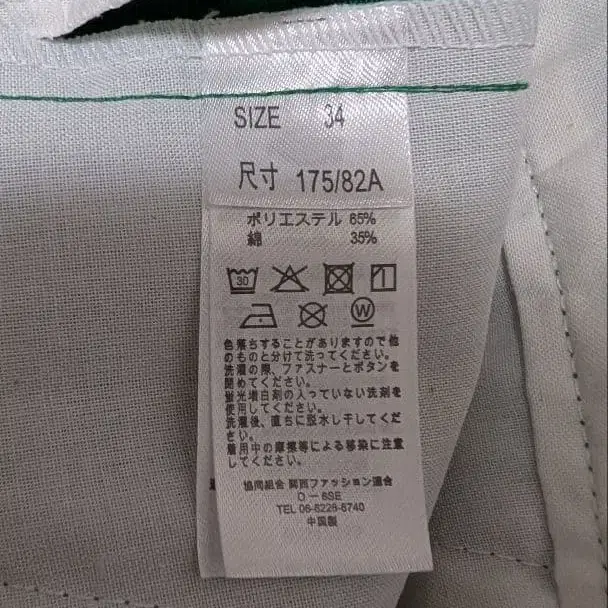 SIZE 34
尺寸 175/82A
ポリエステル 65%
綿 35%
30
W
色落ちすることがありますので他
のものと分けて洗ってください。
洗濯の際、ファスナーとボタンを
閉めてください。
蛍光増白剤の入っていない洗剤を
使用してください。
洗濯後、直ちに脱水し干してくださ
い。
着用中の摩擦等による移染に注意
してください。
協同組合 関西ファッション連合
D-6SE
TEL 06-6228-6740
中国製